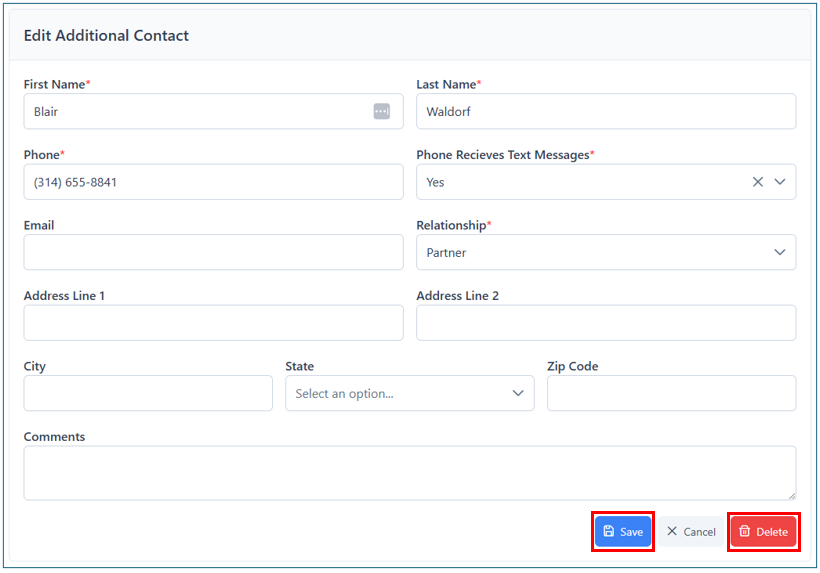 Edit Additional Contact
First Name* Last Name*
Blair Waldorf
Phone* Phone Recieves Text Messages*
(314) 655-8841 Yes
Email Relationship*
Partner
Address Line 1 Address Line 2
City State Zip Code
Select an option...
Comments
Save Cancel Delete